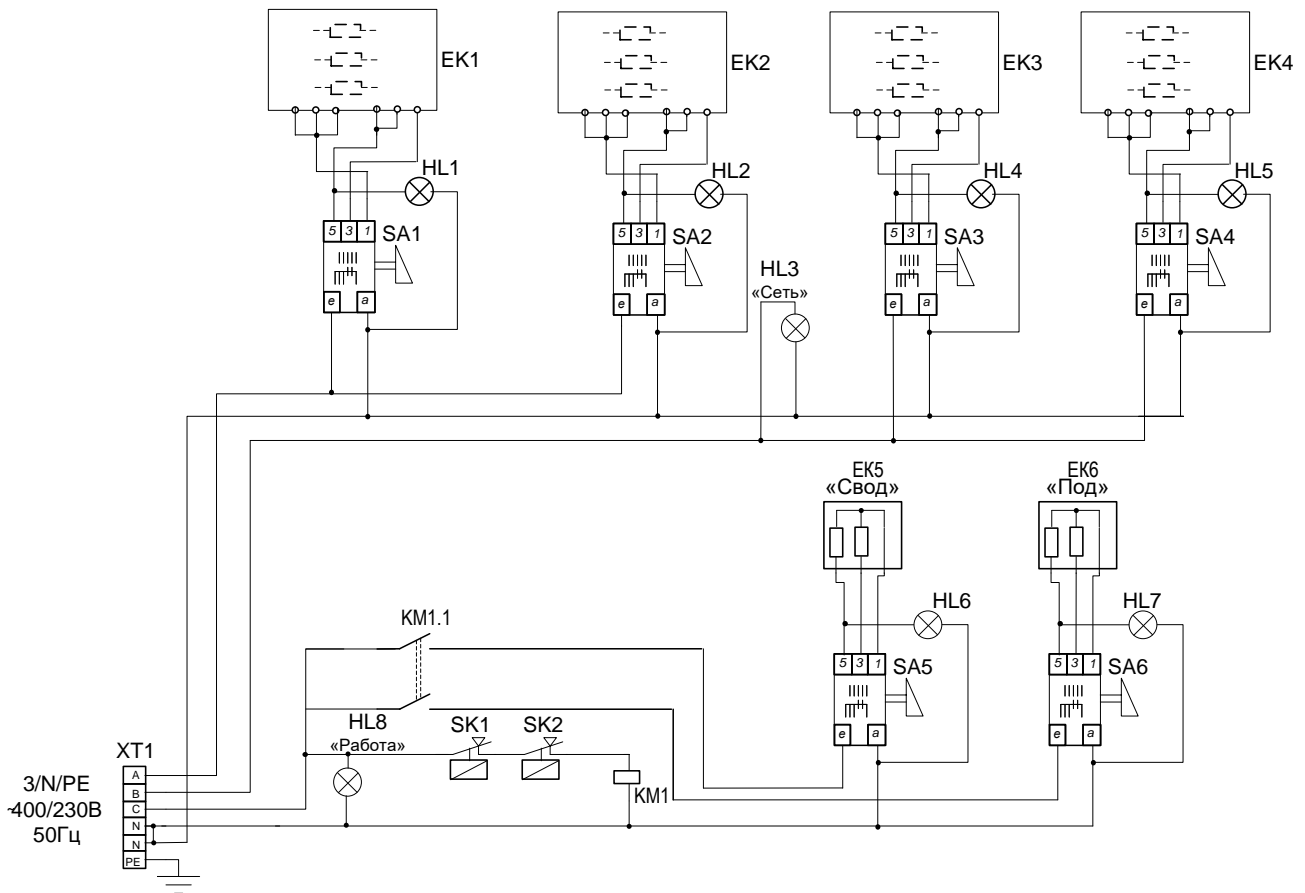 EK1
EK2
EK3
EK4
HL1
HL2
HL4
HL5
5 3 1
SA1
5 3 1
SA2
5 3 1
SA3
5 3 1
SA4
HL3
«Сеть»
e a
e a
e a
e a
EK5
«Свод»
EK6
«Под»
KM1.1
HL6
HL7
5 3 1
SA5
5 3 1
SA6
HL8
«Работа»
SK1
SK2
e a
e a
KM1
XT1
A
B
C
N
N
PE
3/N/PE
~400/230В
50Гц